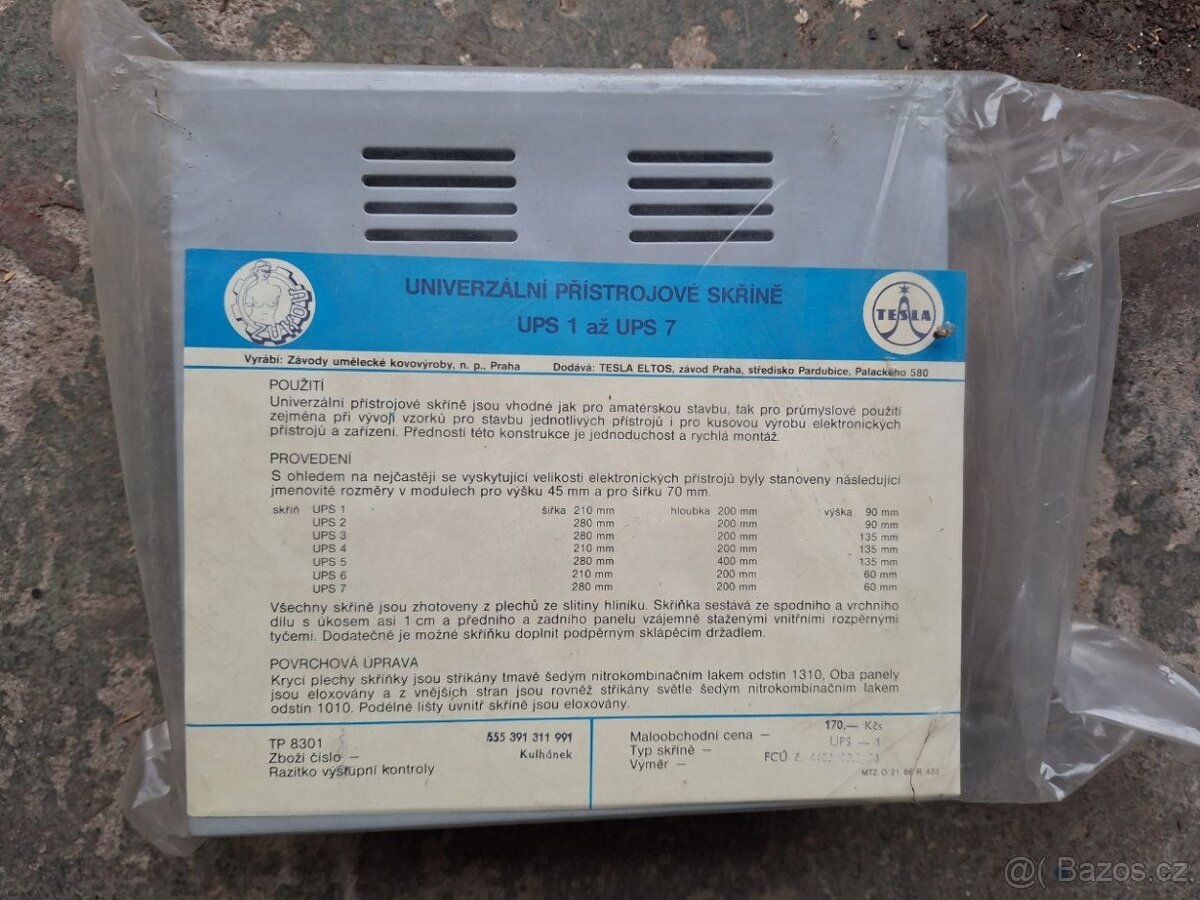 UNIVERZÁLNÍ PŘÍSTROJOVÉ SKŘÍNĚ
UPS 1 až UPS 7
TESLA
Vyrábí: Závody umělecké kovovýroby, n. p., Praha Dodává: TESLA ELTOS, závod Praha, středisko Pardubice, Palackého 580
POUŽITÍ
Univerzální přístrojové skříně jsou vhodné jak pro amatérskou stavbu, tak pro průmyslové použití
zejména při vývoji vzorků pro stavbu jednotlivých přístrojů i pro kusovou výrobu elektronických
přístrojů a zařízení. Předností této konstrukce je jednoduchost a rychlá montáž.
PROVEDENÍ
S ohledem na nejčastěji se vyskytující velikosti elektronických přístrojů byly stanoveny následující
jmenovité rozměry v modulech pro výšku 45 mm a pro šířku 70 mm.
skříň UPS 1 šířka 210 mm hloubka 200 mm výška 90 mm
UPS 2 280 mm 200 mm 90 mm
UPS 3 280 mm 200 mm 135 mm
UPS 4 210 mm 200 mm 135 mm
UPS 5 280 mm 400 mm 135 mm
UPS 6 210 mm 200 mm 60 mm
UPS 7 280 mm 200 mm 60 mm
Všechny skříně jsou zhotoveny z plechů ze slitiny hliníku. Skříňka sestává ze spodního a vrchního
dílu s úkosem asi 1 cm a předního a zadního panelu vzájemně staženými vnitřními rozpěrnými
tyčemi. Dodatečně je možné skříňku doplnit podpěrným sklápěcím držadlem.
POVRCHOVÁ ÚPRAVA
Krycí plechy skříňky jsou stříkány tmavě šedým nitrokombinačním lakem odstín 1310. Oba panely
jsou eloxovány a z vnějších stran jsou rovněž stříkány světle šedým nitrokombinačním lakem
odstín 1010. Podélné lišty uvnitř skříně jsou eloxovány.
TP 8301 555 391 311 991
Zboží číslo – Kulhánek
Razítko výstupní kontroly
Maloobchodní cena – 170,— Kčs
Typ skříně – UPS — 1
Výměr – FCÚ č.
MTZ O 21 86 R 433
@( Bazos.cz